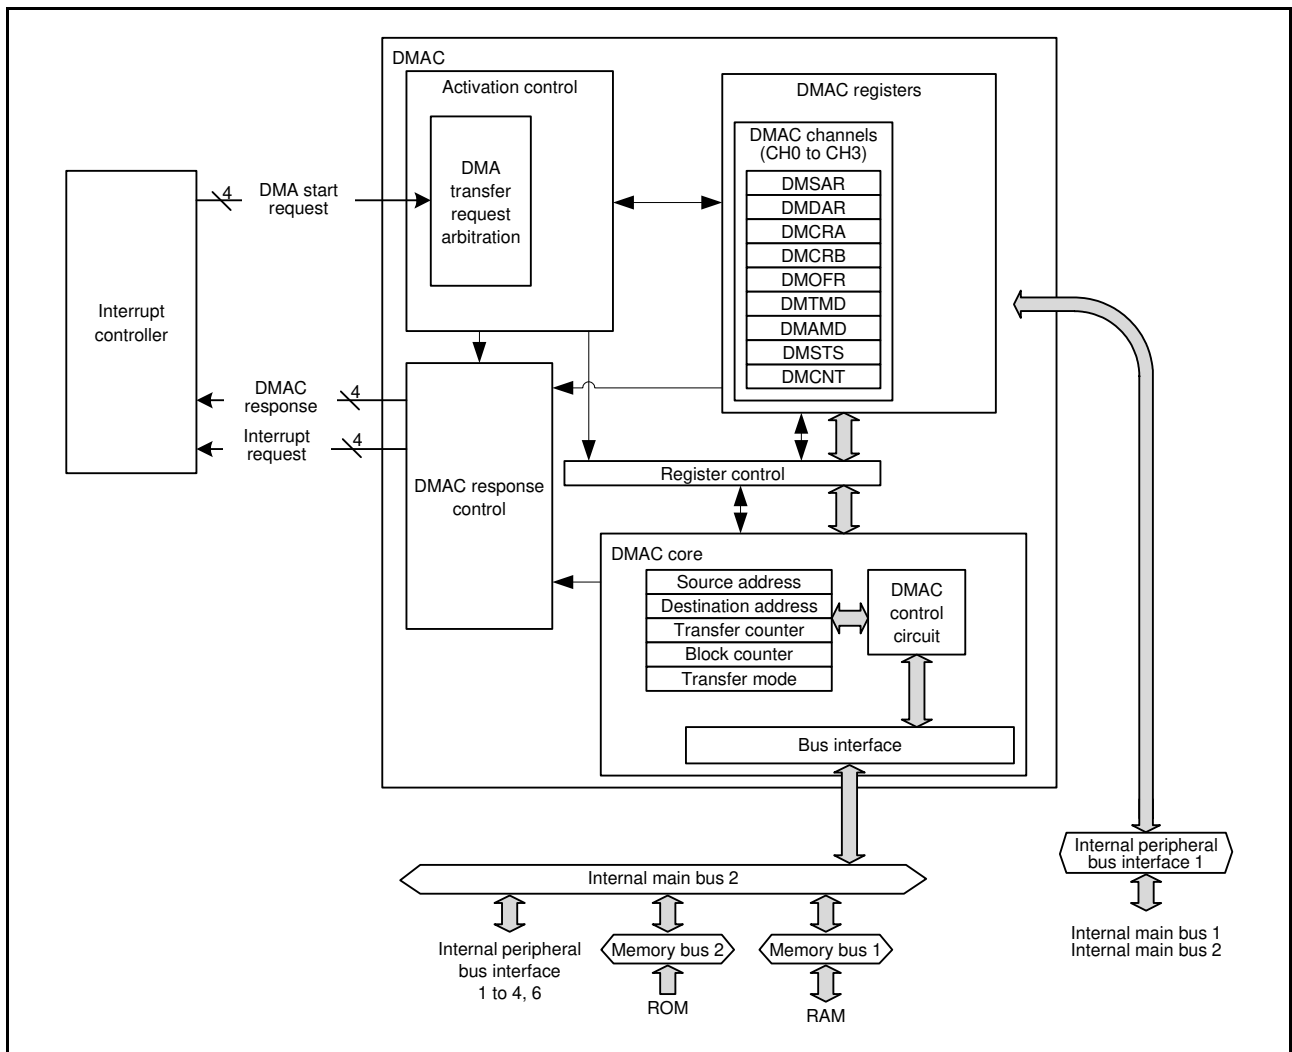 DMAC
Activation control
DMA
transfer
request
arbitration
DMAC registers
DMAC channels
(CH0 to CH3)
DMSAR
DMDAR
DMCRA
DMCRB
DMOFR
DMTMD
DMAMD
DMSTS
DMCNT
Interrupt
controller
4
DMA start
request
DMAC
response
4
Interrupt
request
4
DMAC response
control
Register control
DMAC core
Source address
Destination address
Transfer counter
Block counter
Transfer mode
DMAC
control
circuit
Bus interface
Internal main bus 2
Internal peripheral
bus interface
1 to 4, 6
Memory bus 2
ROM
Memory bus 1
RAM
Internal peripheral
bus interface 1
Internal main bus 1
Internal main bus 2